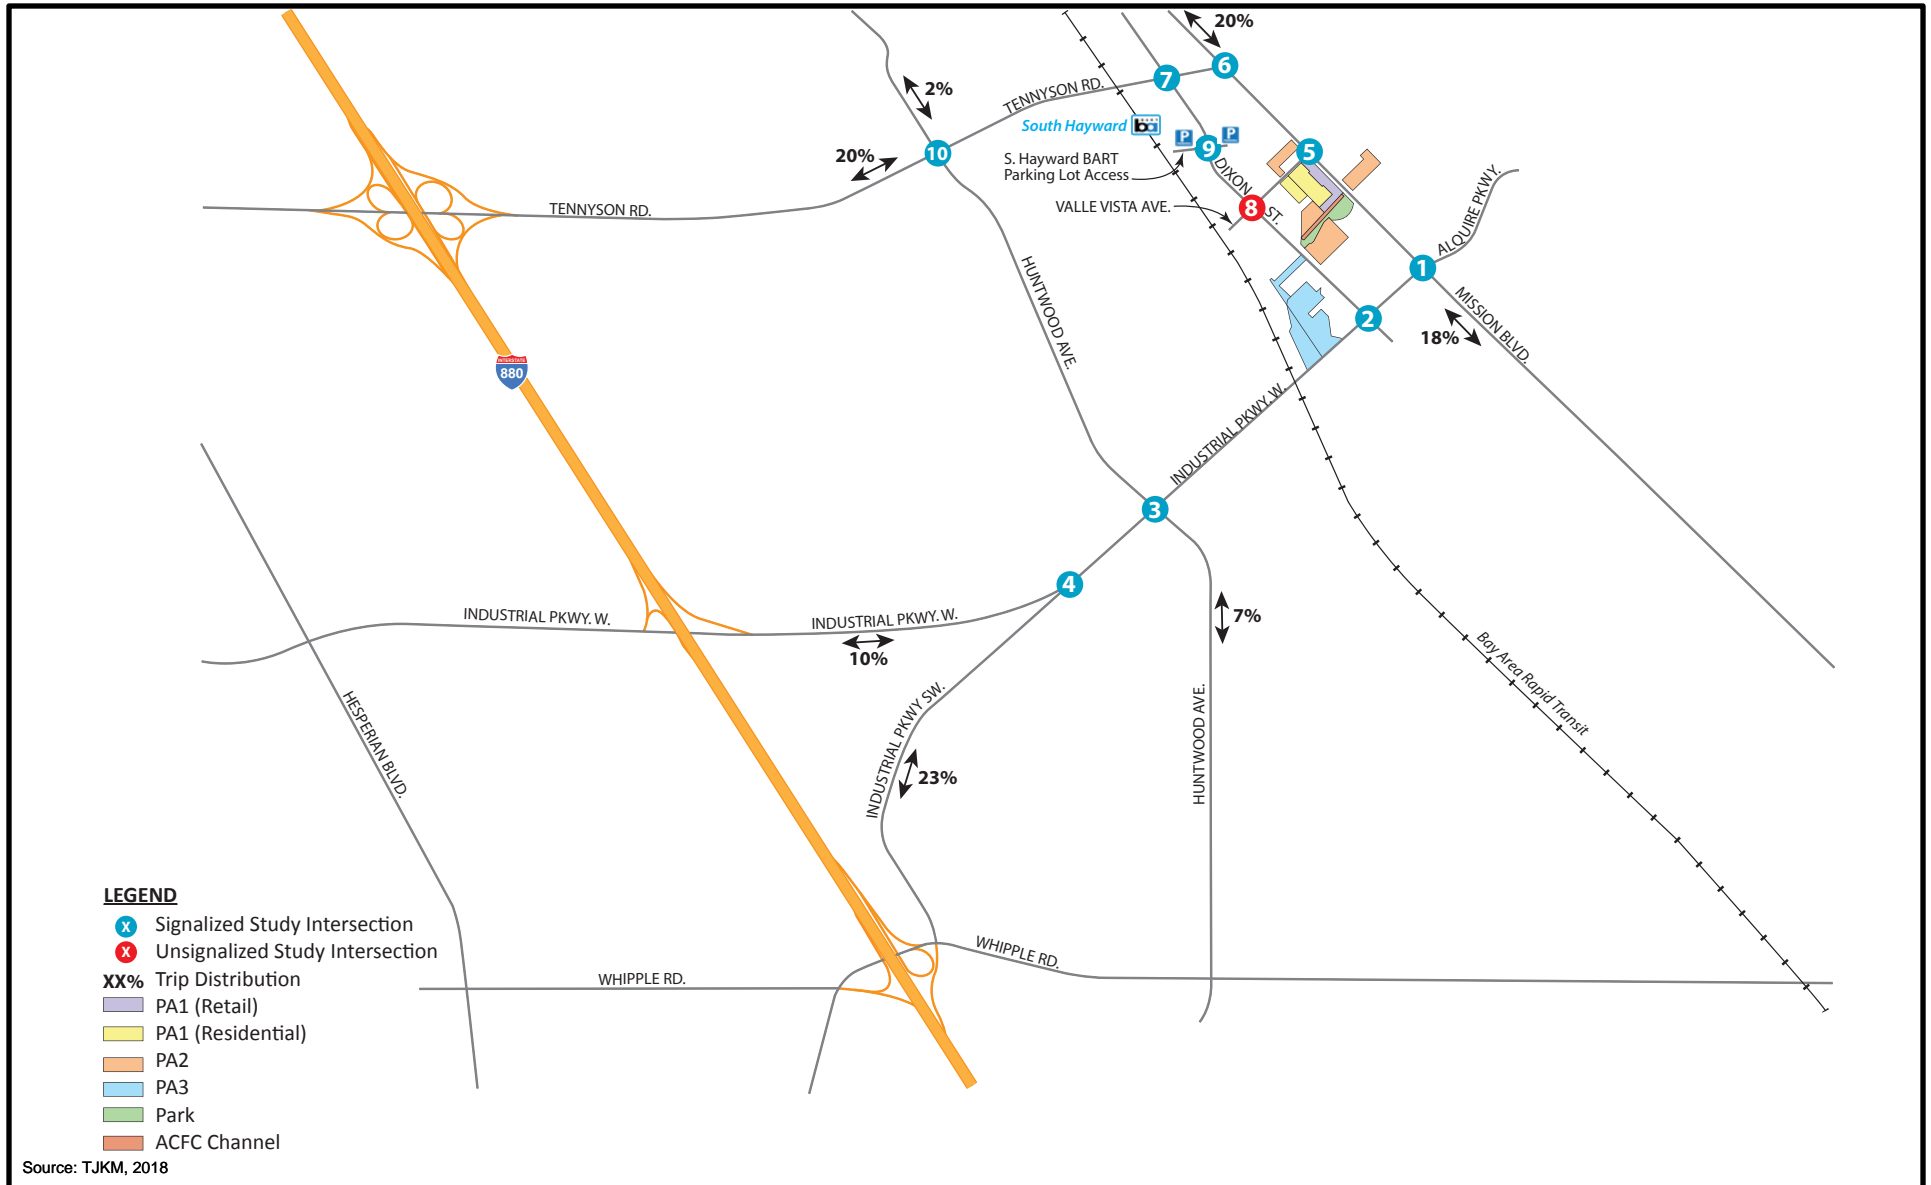 20%
6
7
2%
TENNYSON RD.
South Hayward
ba
P
P
10
20%
9
5
S. Hayward BART
Parking Lot Access
DIXON ST.
VALLE VISTA AVE.
8
TENNYSON RD.
ALQUIRE PKWY.
1
HUNTWOOD AVE.
MISSION BLVD.
2
18%
INTERSTATE
880
INDUSTRIAL PKWY. W.
3
4
INDUSTRIAL PKWY. W.
INDUSTRIAL PKWY. W.
10%
7%
Bay Area Rapid Transit
HESPERIAN BLVD.
INDUSTRIAL PKWY SW.
23%
HUNTWOOD AVE.
WHIPPLE RD.
WHIPPLE RD.
LEGEND
X Signalized Study Intersection
X Unsignalized Study Intersection
XX% Trip Distribution
PA1 (Retail)
PA1 (Residential)
PA2
PA3
Park
ACFC Channel
Source: TJKM, 2018